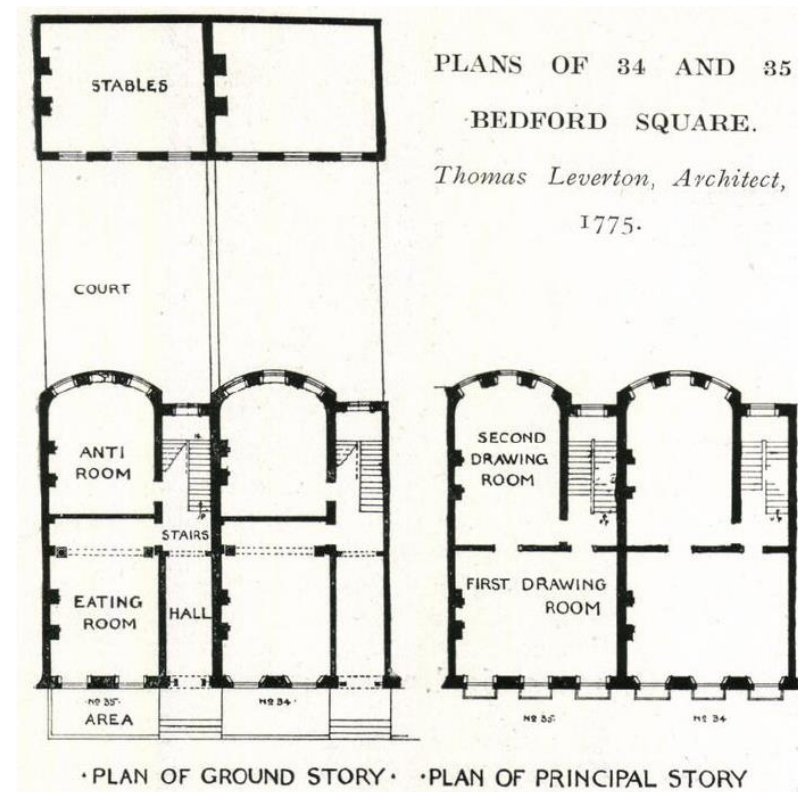 PLANS OF 34 AND 35
·BEDFORD SQUARE.
Thomas Leverton, Architect,
1775.
STABLES
COURT
ANTI
ROOM
STAIRS
EATING
ROOM
HALL
·Nº 35·
AREA
Nº 34·
·PLAN OF GROUND STORY·
SECOND
DRAWING
ROOM
FIRST DRAWING
ROOM
Nº 35
Nº 34
·PLAN OF PRINCIPAL STORY